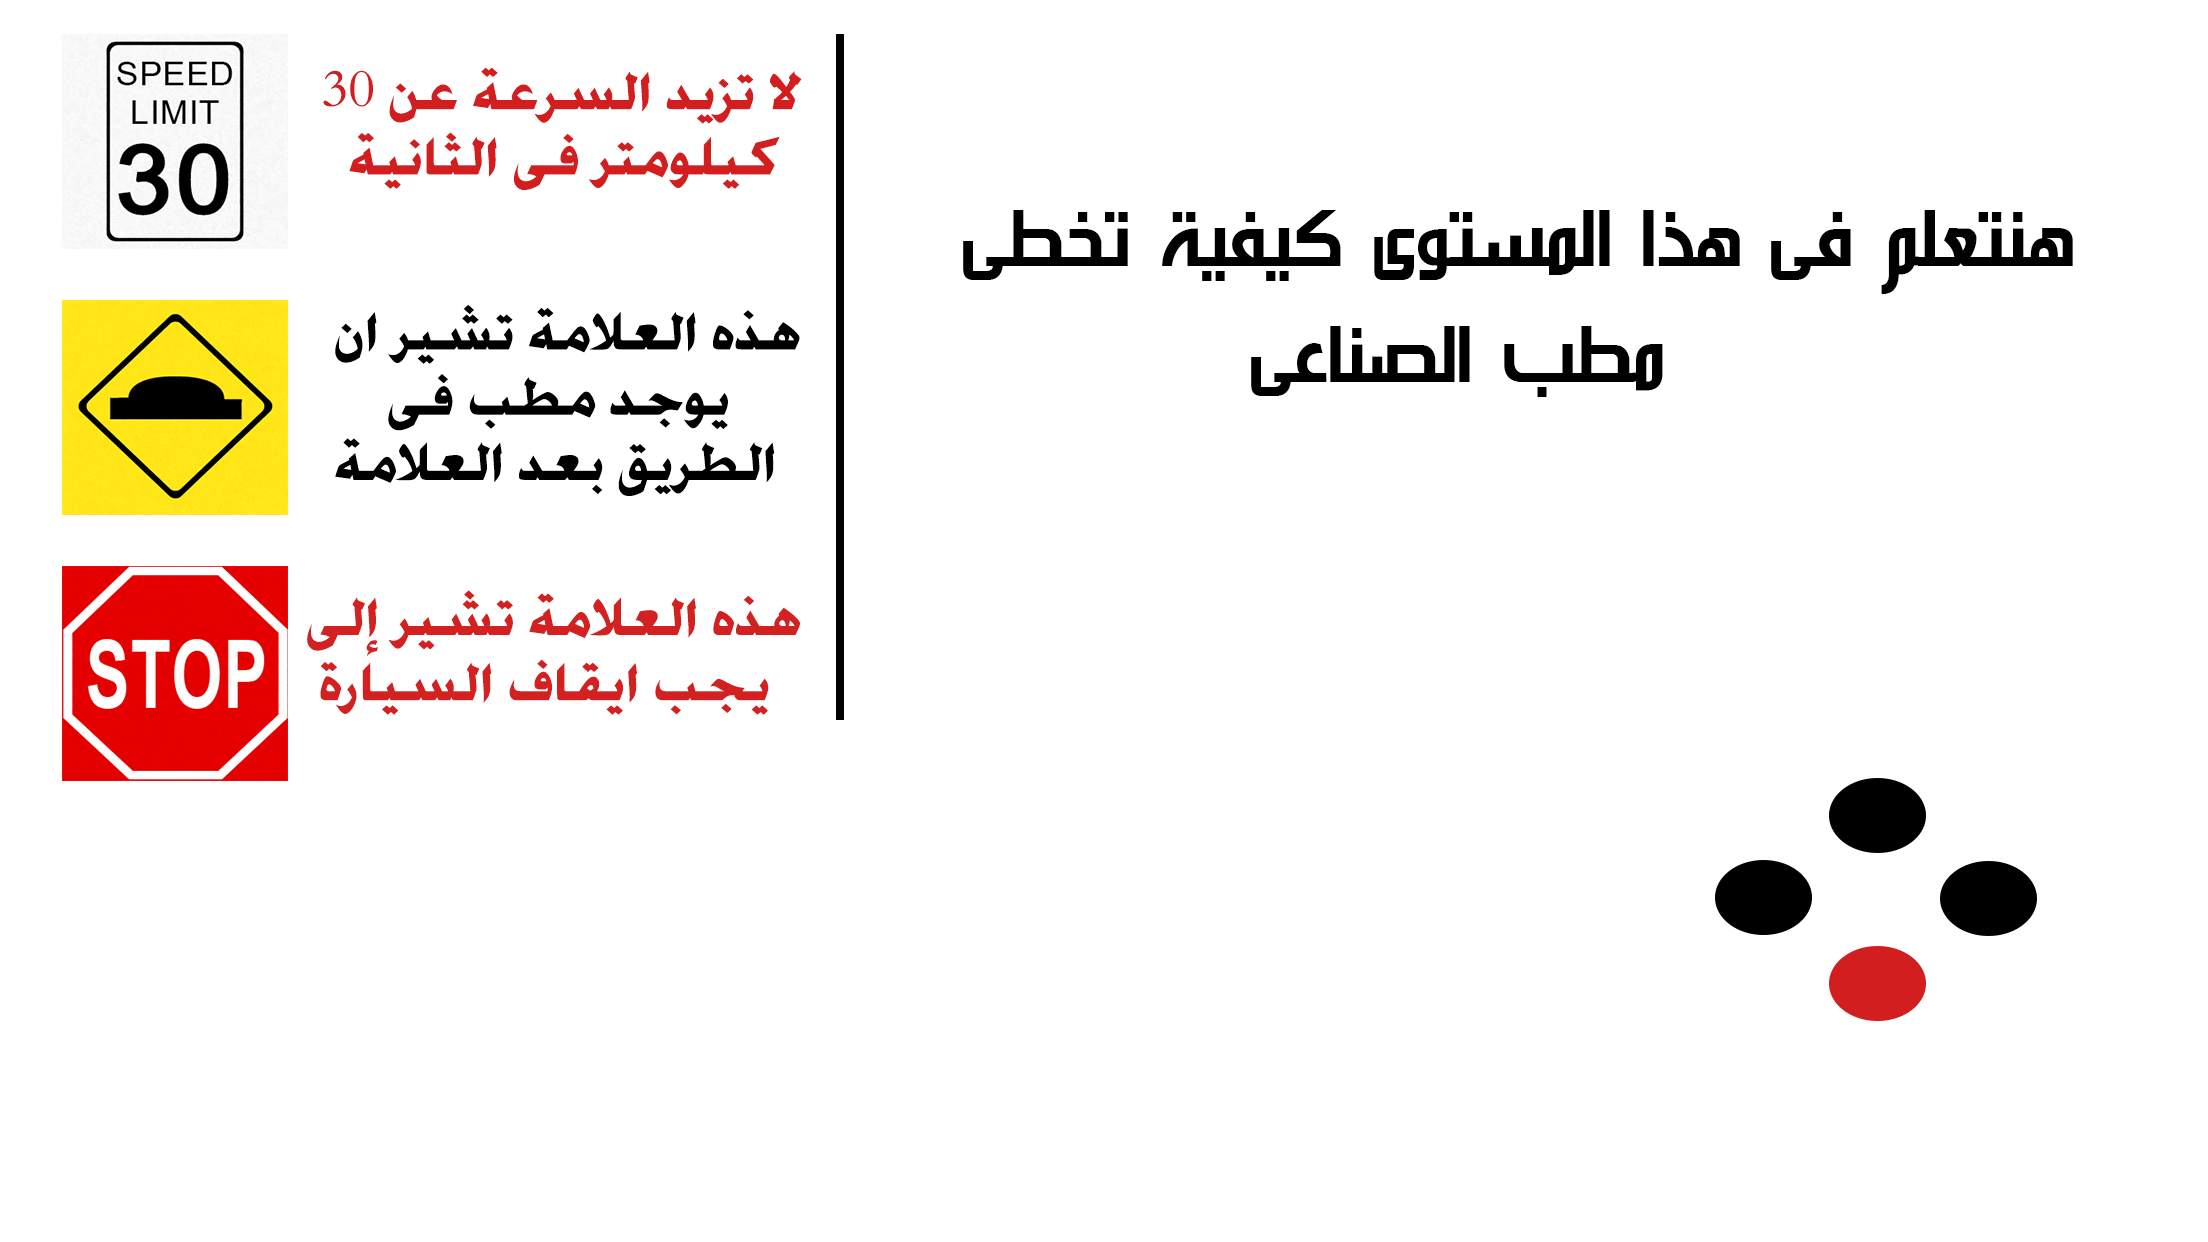 SPEED
LIMIT
30
لا تزيد السرعة عن 30
كيلومتر فى الثانية
هذه العلامة تشير ان
يوجد مطب فى
الطريق بعد العلامة
STOP
هذه العلامة تشير إلى
يجب ايقاف السيارة
هنتعلم فى هذا المستوى كيفية تخطى
مطب الصناعى